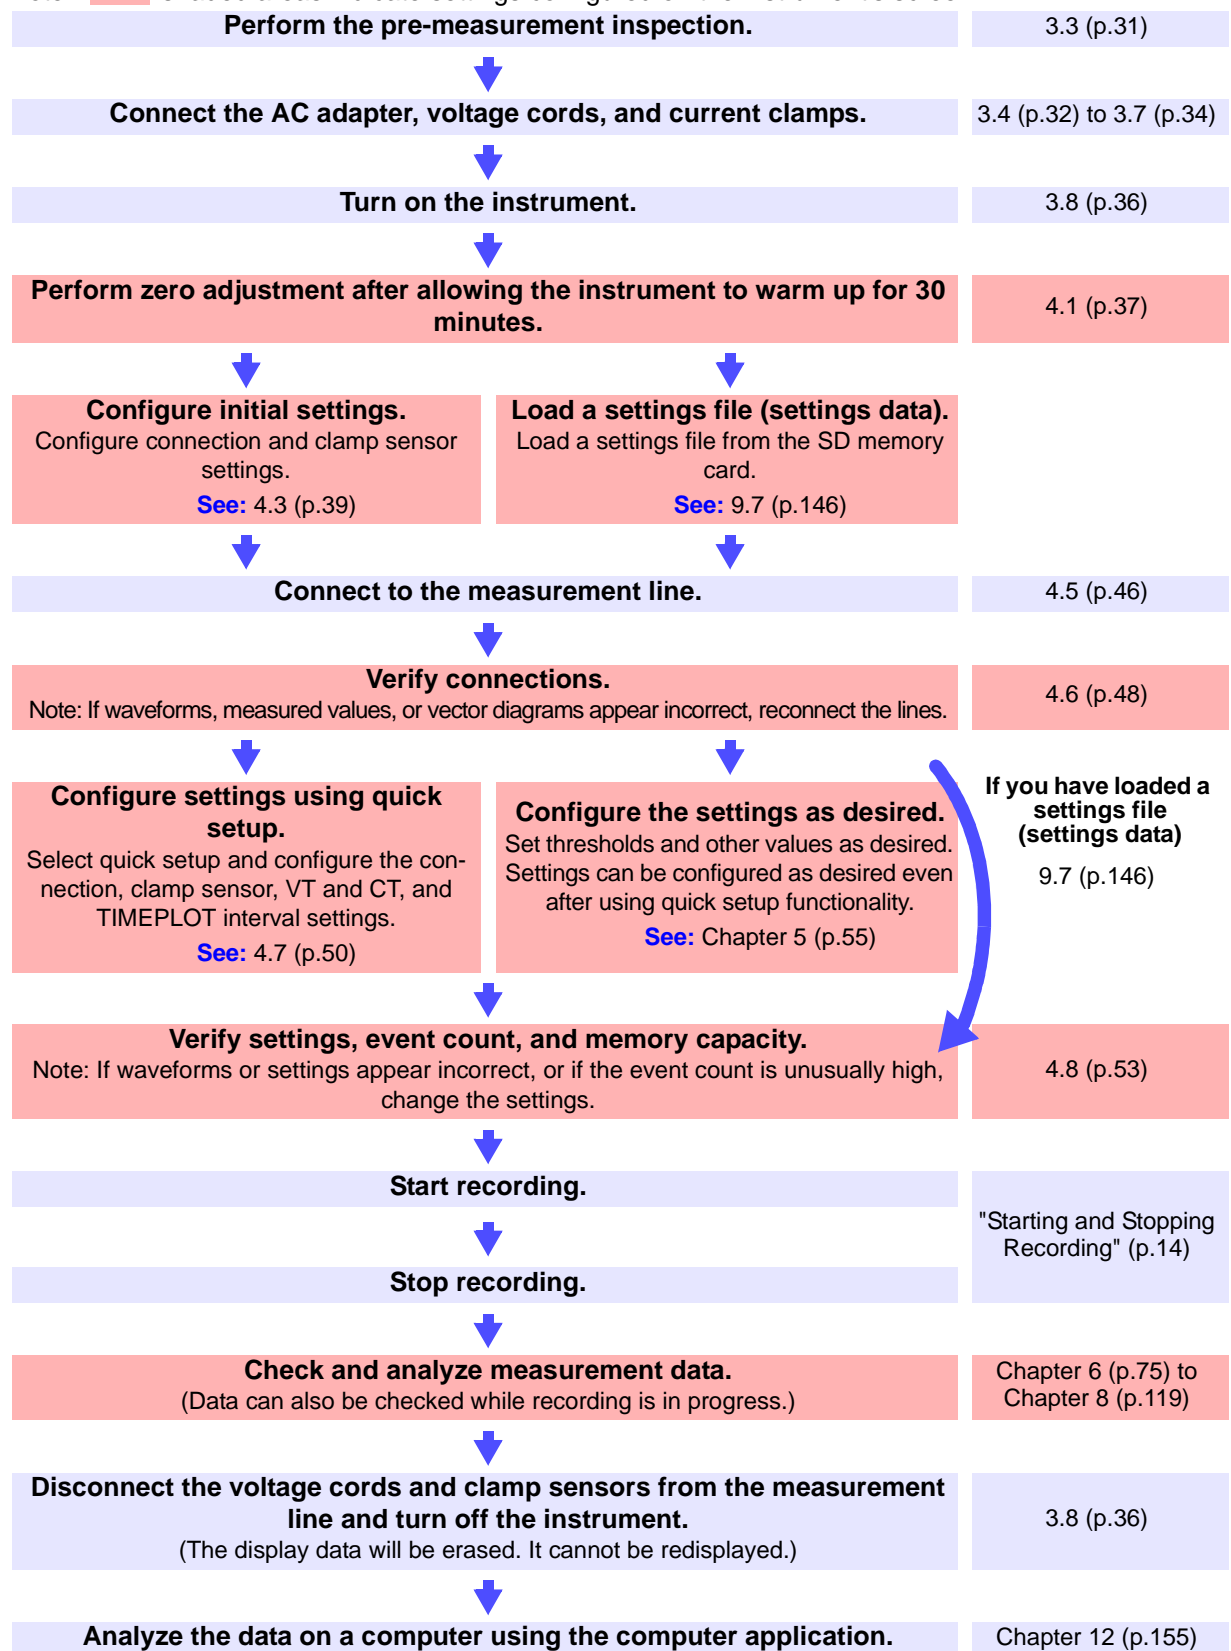 Perform the pre-measurement inspection.
3.3 (p.31)
Connect the AC adapter, voltage cords, and current clamps.
3.4 (p.32) to 3.7 (p.34)
Turn on the instrument.
3.8 (p.36)
Perform zero adjustment after allowing the instrument to warm up for 30
minutes.
4.1 (p.37)
Configure initial settings.
Configure connection and clamp sensor
settings.
See: 4.3 (p.39)
Load a settings file (settings data).
Load a settings file from the SD memory
card.
See: 9.7 (p.146)
Connect to the measurement line.
4.5 (p.46)
Verify connections.
Note: If waveforms, measured values, or vector diagrams appear incorrect, reconnect the lines.
4.6 (p.48)
Configure settings using quick
setup.
Select quick setup and configure the con-
nection, clamp sensor, VT and CT, and
TIMEPLOT interval settings.
See: 4.7 (p.50)
Configure the settings as desired.
Set thresholds and other values as desired.
Settings can be configured as desired even
after using quick setup functionality.
See: Chapter 5 (p.55)
If you have loaded a
settings file
(settings data)
9.7 (p.146)
Verify settings, event count, and memory capacity.
Note: If waveforms or settings appear incorrect, or if the event count is unusually high,
change the settings.
4.8 (p.53)
Start recording.
"Starting and Stopping
Recording" (p.14)
Stop recording.
Check and analyze measurement data.
(Data can also be checked while recording is in progress.)
Chapter 6 (p.75) to
Chapter 8 (p.119)
Disconnect the voltage cords and clamp sensors from the measurement
line and turn off the instrument.
(The display data will be erased. It cannot be redisplayed.)
3.8 (p.36)
Analyze the data on a computer using the computer application.
Chapter 12 (p.155)